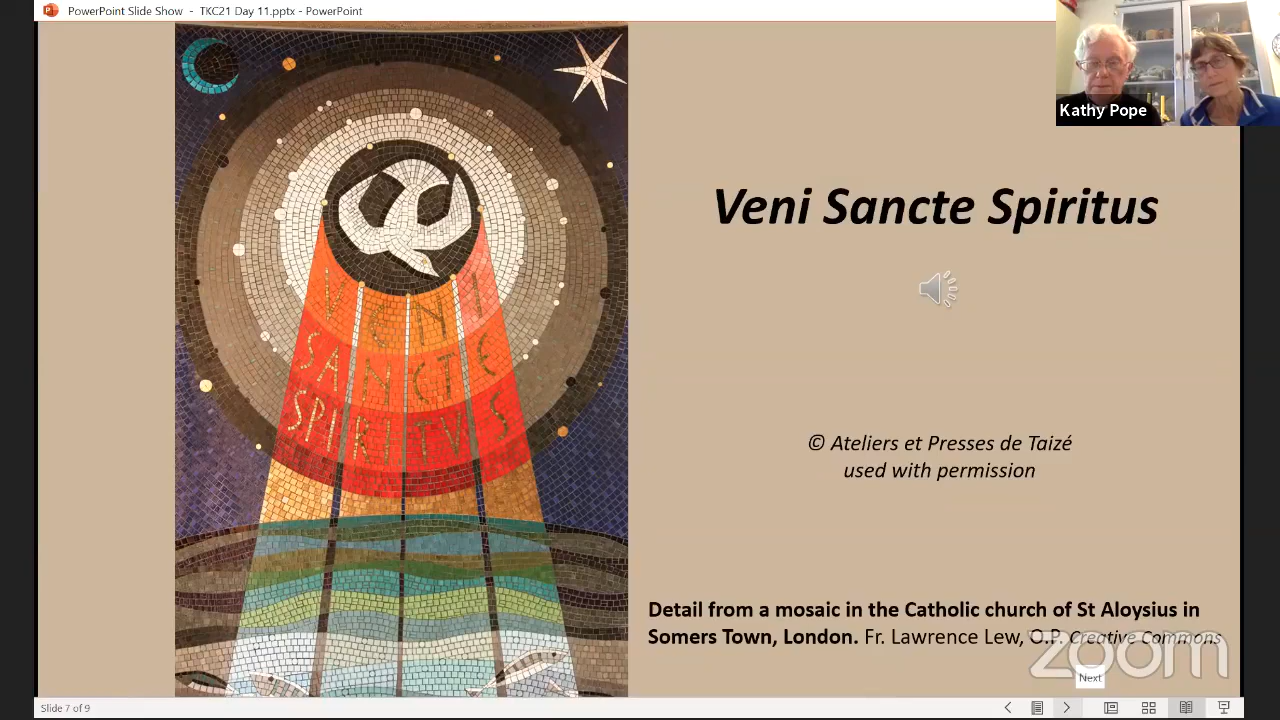 PowerPoint Slide Show - TKC21 Day 11.pptx - PowerPoint
Kathy Pope
VENI
SANCTE
SPIRITVS
Veni Sancte Spiritus
© Ateliers et Presses de Taizé
used with permission
Detail from a mosaic in the Catholic church of St Aloysius in
Somers Town, London. Fr. Lawrence Lew, O.P. Creative Commons
zoom
Next
Slide 7 of 9